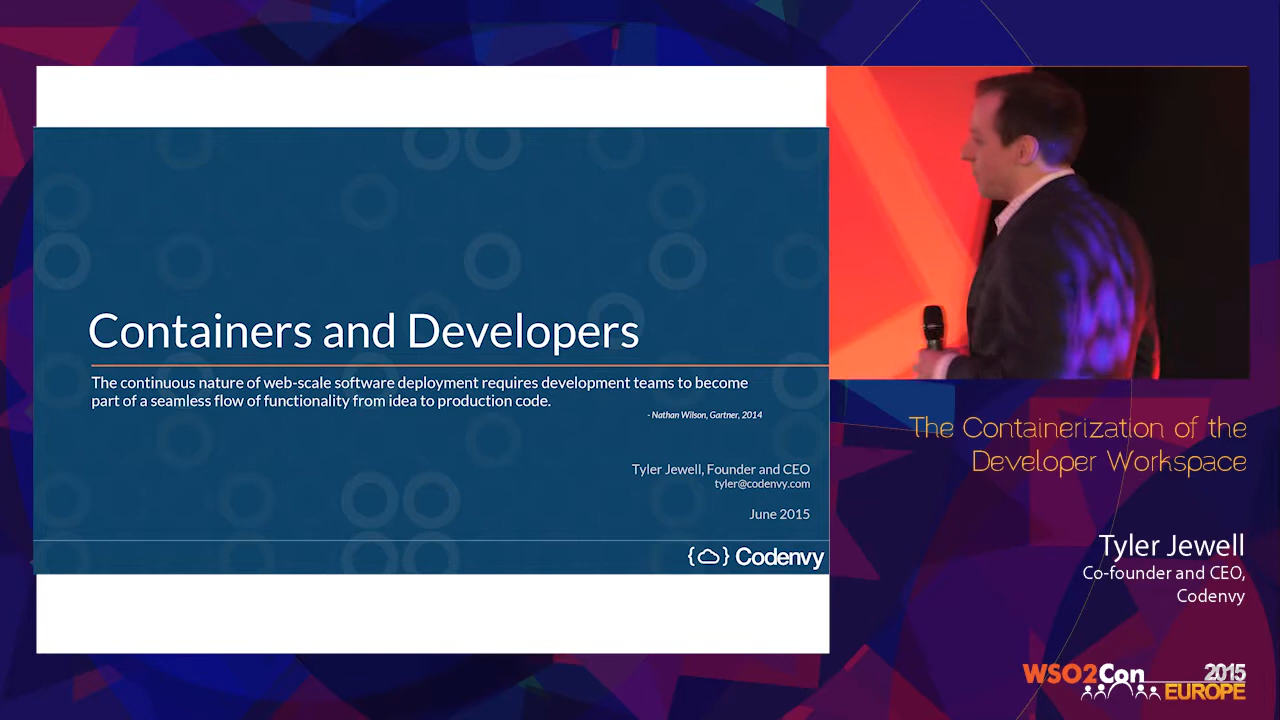 Containers and Developers
The continuous nature of web-scale software deployment requires development teams to become
part of a seamless flow of functionality from idea to production code.
- Nathan Wilson, Gartner, 2014
Tyler Jewell, Founder and CEO
tyler@codenvy.com
June 2015
{ } Codenvy
The Containerization of the
Developer Workspace
Tyler Jewell
Co-founder and CEO,
Codenvy
WSO2Con 2015
EUROPE